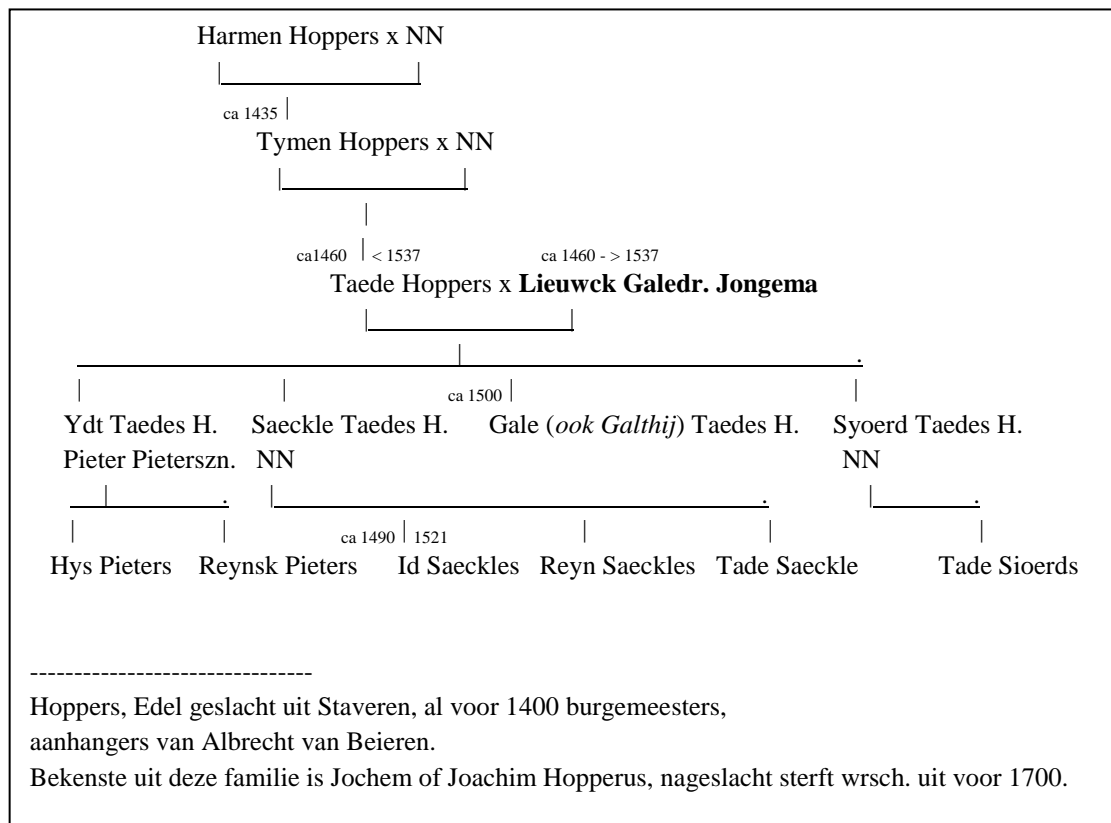 Harmen Hoppers x NN
ca 1435
Tymen Hoppers x NN
ca1460 < 1537 ca 1460 - > 1537
Taede Hoppers x Lieuwck Galedr. Jongema
ca 1500
Ydt Taedes H. Saeckle Taedes H. Gale (ook Galthij) Taedes H. Syoerd Taedes H.
Pieter Pieterszn. NN NN
ca 1490 1521
Hys Pieters Reynsk Pieters Id Saeckles Reyn Saeckles Tade Saeckle Tade Sioerds
--------------------------------
Hoppers, Edel geslacht uit Staveren, al voor 1400 burgemeesters,
aanhangers van Albrecht van Beieren.
Bekenste uit deze familie is Jochem of Joachim Hopperus, nageslacht sterft wrsch. uit voor 1700.